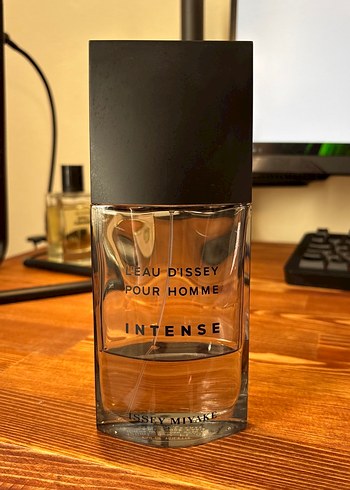 L'EAU D'ISSEY
POUR HOMME
INTENSE
ISSEY MIYAKE